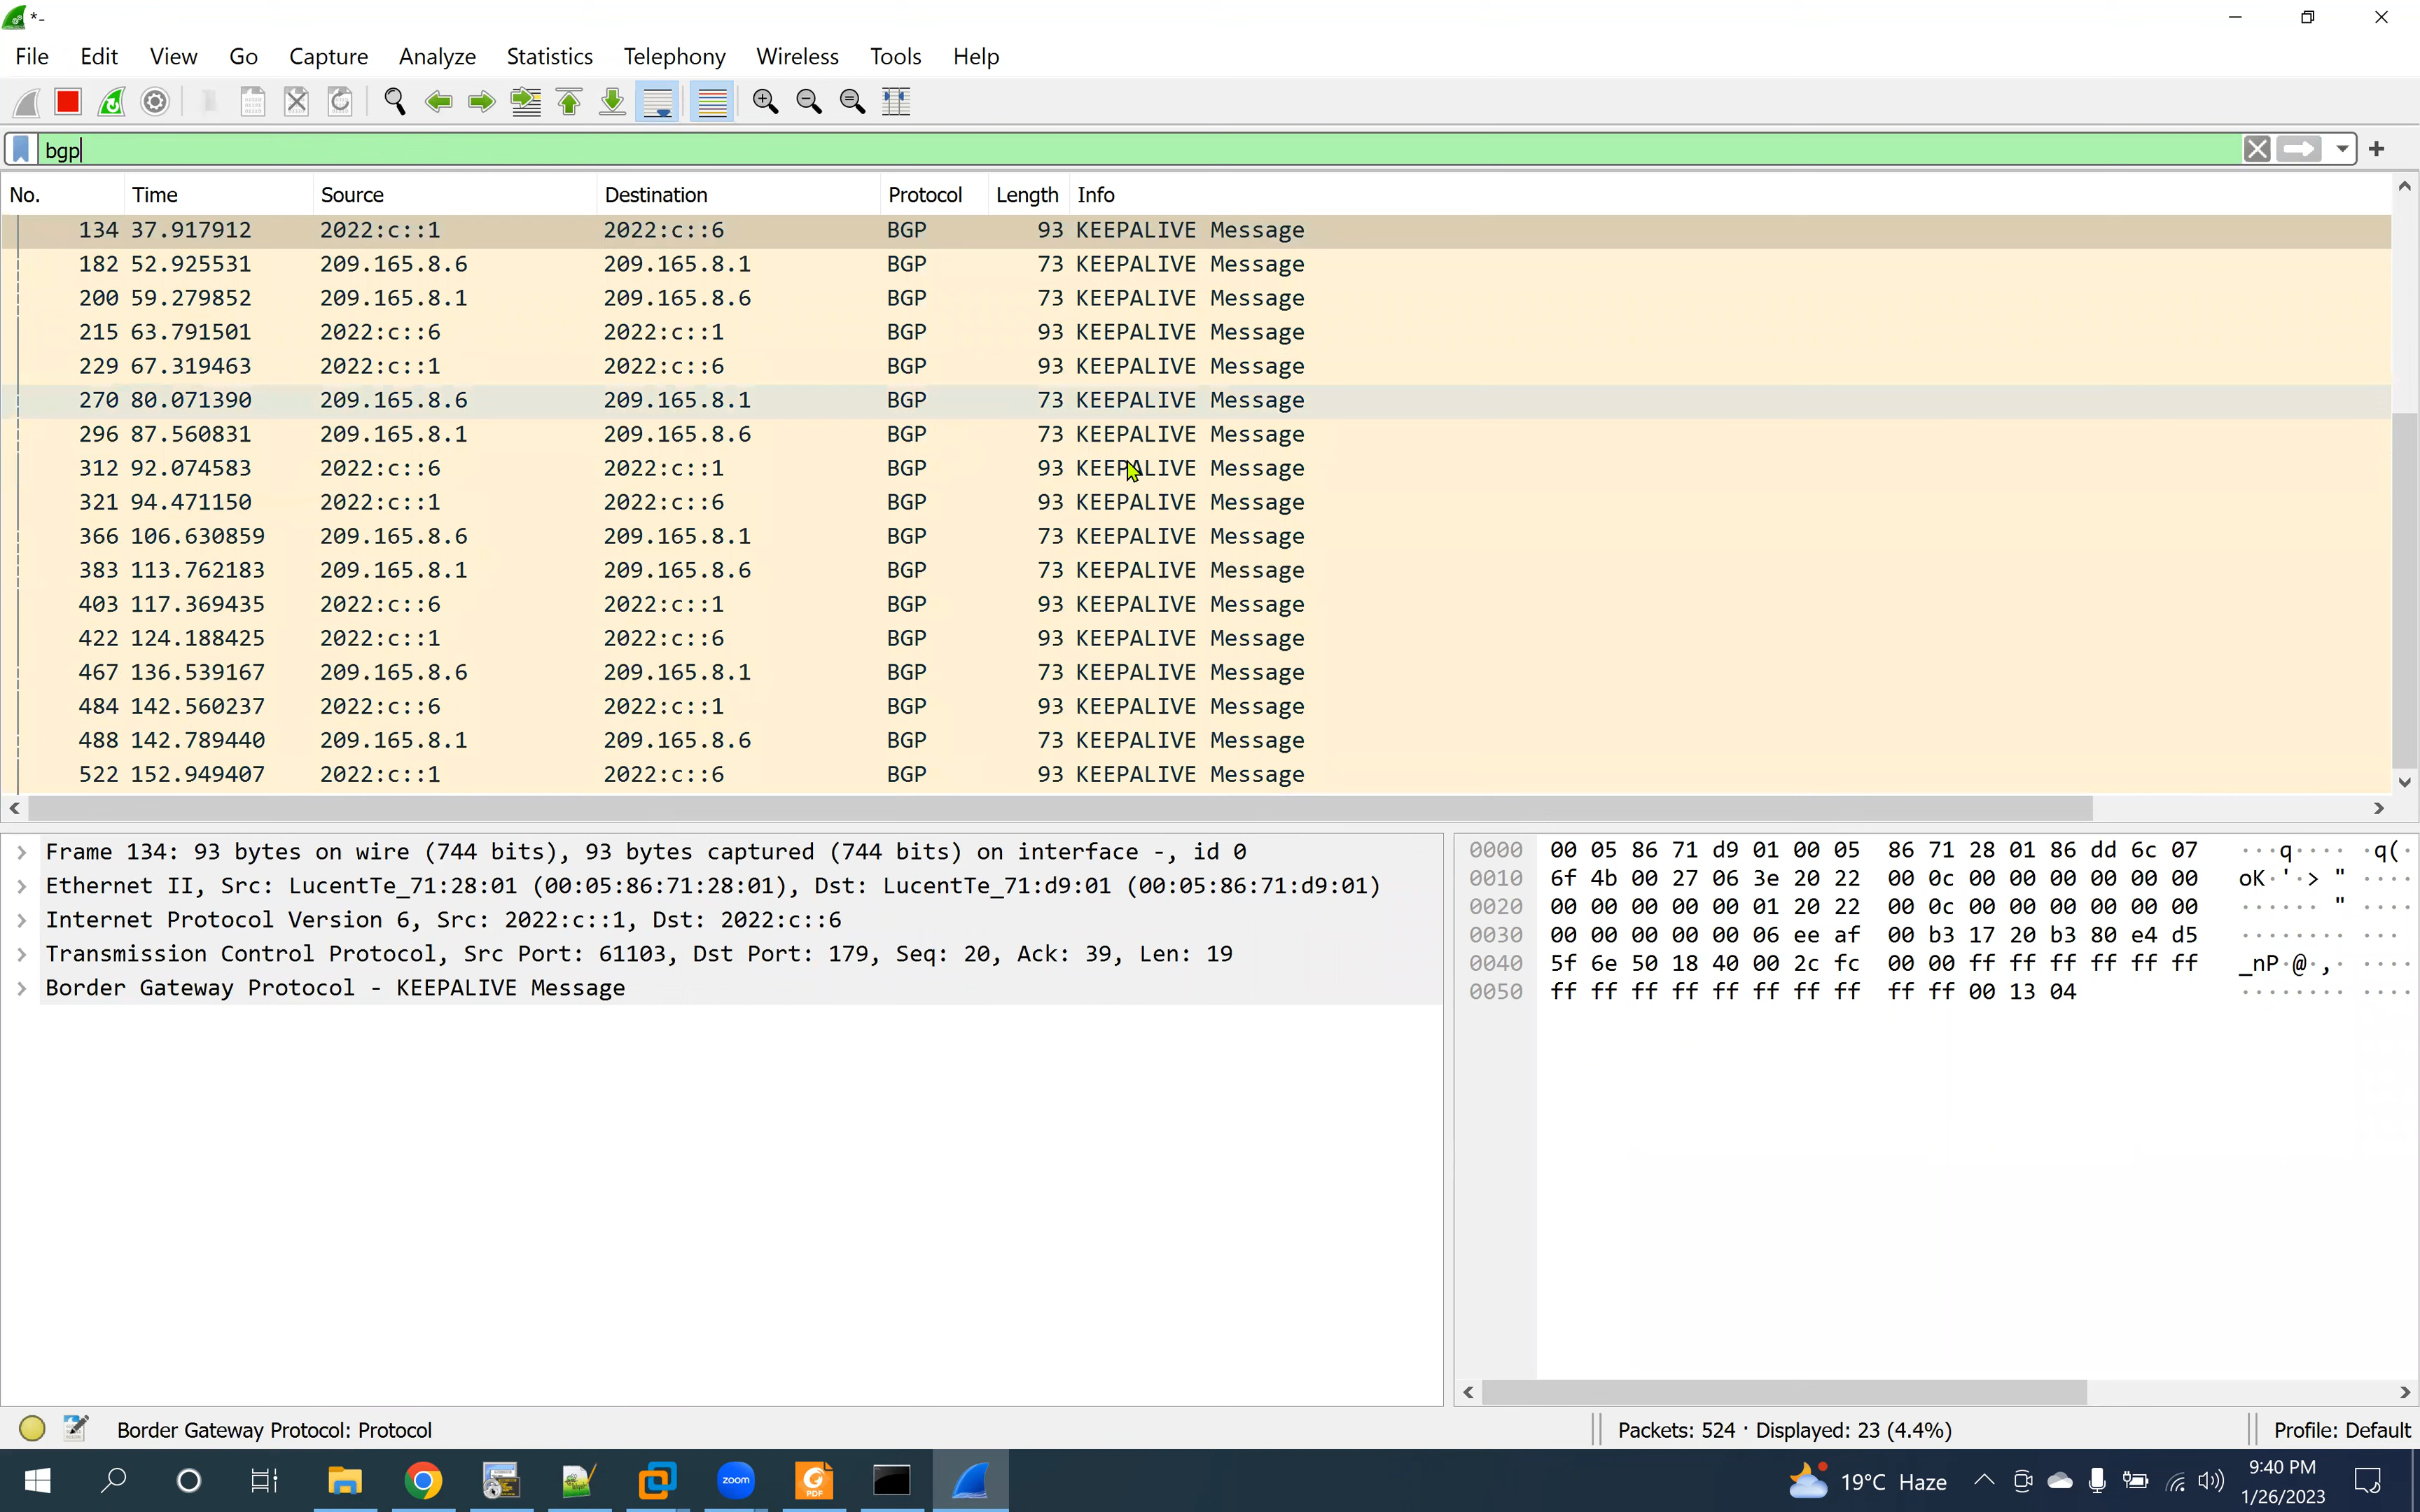 *-
File Edit View Go Capture Analyze Statistics Telephony Wireless Tools Help
bgp
No. Time Source Destination Protocol Length Info
134 37.917912 2022:c::1 2022:c::6 BGP 93 KEEPALIVE Message
182 52.925531 209.165.8.6 209.165.8.1 BGP 73 KEEPALIVE Message
200 59.279852 209.165.8.1 209.165.8.6 BGP 73 KEEPALIVE Message
215 63.791501 2022:c::6 2022:c::1 BGP 93 KEEPALIVE Message
229 67.319463 2022:c::1 2022:c::6 BGP 93 KEEPALIVE Message
270 80.071390 209.165.8.6 209.165.8.1 BGP 73 KEEPALIVE Message
296 87.560831 209.165.8.1 209.165.8.6 BGP 73 KEEPALIVE Message
312 92.074583 2022:c::6 2022:c::1 BGP 93 KEEPALIVE Message
321 94.471150 2022:c::1 2022:c::6 BGP 93 KEEPALIVE Message
366 106.630859 209.165.8.6 209.165.8.1 BGP 73 KEEPALIVE Message
383 113.762183 209.165.8.1 209.165.8.6 BGP 73 KEEPALIVE Message
403 117.369435 2022:c::6 2022:c::1 BGP 93 KEEPALIVE Message
422 124.188425 2022:c::1 2022:c::6 BGP 93 KEEPALIVE Message
467 136.539167 209.165.8.6 209.165.8.1 BGP 73 KEEPALIVE Message
484 142.560237 2022:c::6 2022:c::1 BGP 93 KEEPALIVE Message
488 142.789440 209.165.8.1 209.165.8.6 BGP 73 KEEPALIVE Message
522 152.949407 2022:c::1 2022:c::6 BGP 93 KEEPALIVE Message
Frame 134: 93 bytes on wire (744 bits), 93 bytes captured (744 bits) on interface -, id 0
Ethernet II, Src: LucentTe_71:28:01 (00:05:86:71:28:01), Dst: LucentTe_71:d9:01 (00:05:86:71:d9:01)
Internet Protocol Version 6, Src: 2022:c::1, Dst: 2022:c::6
Transmission Control Protocol, Src Port: 61103, Dst Port: 179, Seq: 20, Ack: 39, Len: 19
Border Gateway Protocol - KEEPALIVE Message
0000 00 05 86 71 d9 01 00 05 86 71 28 01 86 dd 6c 07 ···q···· ·q(·
0010 6f 4b 00 27 06 3e 20 22 00 0c 00 00 00 00 00 00 oK·'·> " ····
0020 00 00 00 00 00 01 20 22 00 0c 00 00 00 00 00 00 ······ " ····
0030 00 00 00 00 00 06 ee af 00 b3 17 20 b3 80 e4 d5 ········ ···
0040 5f 6e 50 18 40 00 2c fc 00 00 ff ff ff ff ff ff _nP·@·,· ····
0050 ff ff ff ff ff ff ff ff ff ff 00 13 04 ········ ····
Border Gateway Protocol: Protocol
Packets: 524 · Displayed: 23 (4.4%)
Profile: Default
zoom
PDF
19°C Haze
9:40 PM
1/26/2023